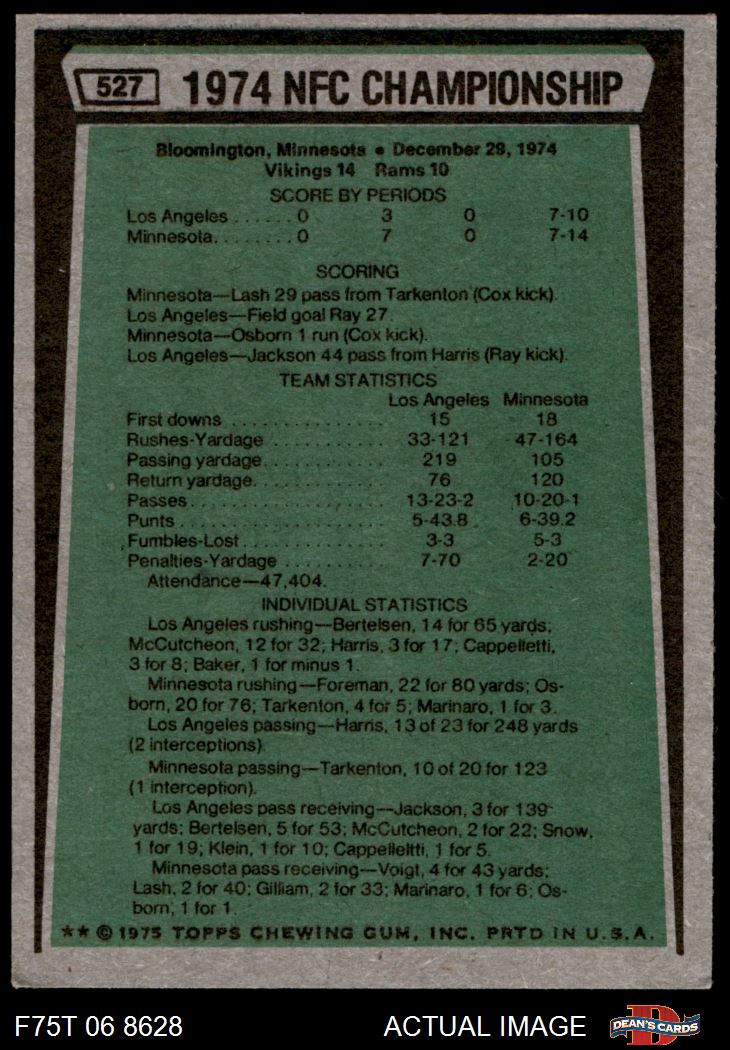 527 1974 NFC CHAMPIONSHIP
Bloomington, Minnesota • December 29, 1974
Vikings 14 Rams 10
SCORE BY PERIODS
Los Angeles ...... 0 3 0 7-10
Minnesota ........ 0 7 0 7-14
SCORING
Minnesota—Lash 29 pass from Tarkenton (Cox kick).
Los Angeles—Field goal Ray 27.
Minnesota—Osborn 1 run (Cox kick).
Los Angeles—Jackson 44 pass from Harris (Ray kick).
TEAM STATISTICS
Los Angeles Minnesota
First downs ............... 15 18
Rushes-Yardage ............ 33-121 47-164
Passing yardage ............ 219 105
Return yardage ............. 76 120
Passes .................... 13-23-2 10-20-1
Punts ..................... 5-43.8 6-39.2
Fumbles-Lost .............. 3-3 5-3
Penalties-Yardage .......... 7-70 2-20
Attendance—47,404.
INDIVIDUAL STATISTICS
Los Angeles rushing—Bertelsen, 14 for 65 yards;
McCutcheon, 12 for 32; Harris, 3 for 17; Cappelletti,
3 for 8; Baker, 1 for minus 1.
Minnesota rushing—Foreman, 22 for 80 yards; Os-
born, 20 for 76; Tarkenton, 4 for 5; Marinaro, 1 for 3.
Los Angeles passing—Harris, 13 of 23 for 248 yards
(2 interceptions).
Minnesota passing—Tarkenton, 10 of 20 for 123
(1 interception).
Los Angeles pass receiving—Jackson, 3 for 139
yards; Bertelsen, 5 for 53; McCutcheon, 2 for 22; Snow,
1 for 19; Klein, 1 for 10; Cappelleltti, 1 for 5.
Minnesota pass receiving—Voigt, 4 for 43 yards;
Lash, 2 for 40; Gilliam, 2 for 33; Marinaro, 1 for 6; Os-
born, 1 for 1.
** © 1975 TOPPS CHEWING GUM, INC. PRTD IN U.S.A.
F75T 06 8628 ACTUAL IMAGE DEAN'S CARDS